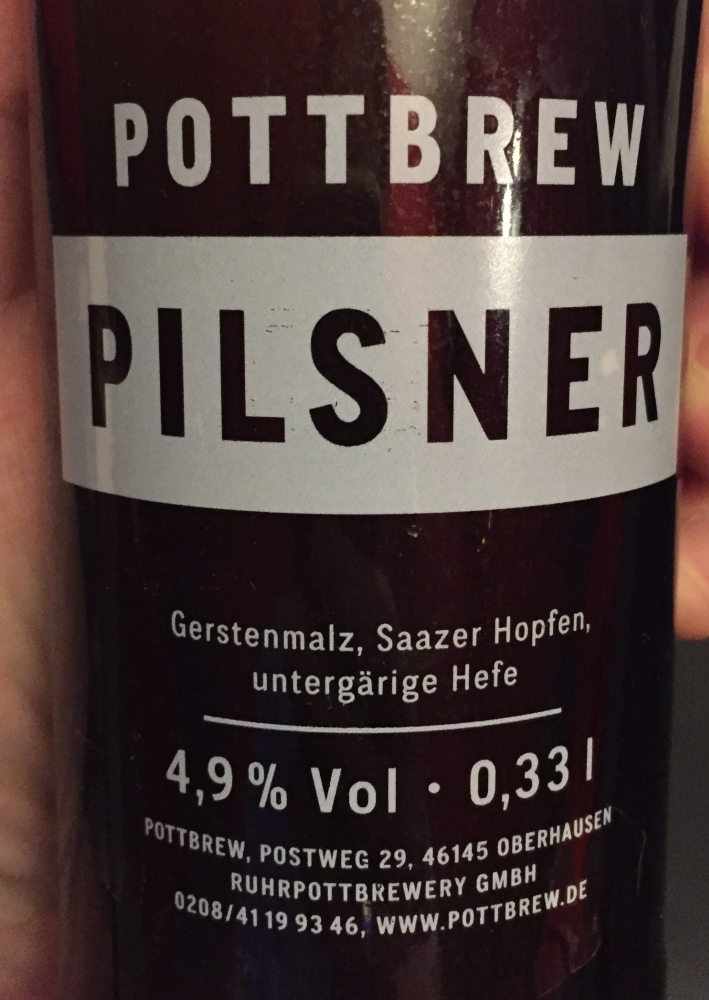 POTTBREW
PILSNER
Gerstenmalz, Saazer Hopfen,
untergärige Hefe
4,9 % Vol · 0,33 l
POTTBREW, POSTWEG 29, 46145 OBERHAUSEN
RUHRPOTTBREWERY GMBH
0208/41 19 93 46, WWW.POTTBREW.DE